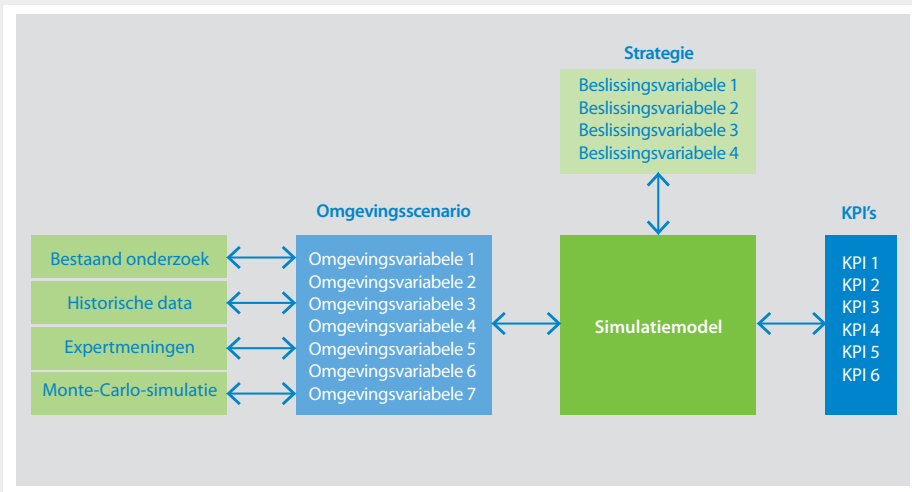 Strategie
Beslissingsvariabele 1
Beslissingsvariabele 2
Beslissingsvariabele 3
Beslissingsvariabele 4
Omgevingsscenario
KPI's
Bestaand onderzoek
Historische data
Expertmeningen
Monte-Carlo-simulatie
Omgevingsvariabele 1
Omgevingsvariabele 2
Omgevingsvariabele 3
Omgevingsvariabele 4
Omgevingsvariabele 5
Omgevingsvariabele 6
Omgevingsvariabele 7
Simulatiemodel
KPI 1
KPI 2
KPI 3
KPI 4
KPI 5
KPI 6